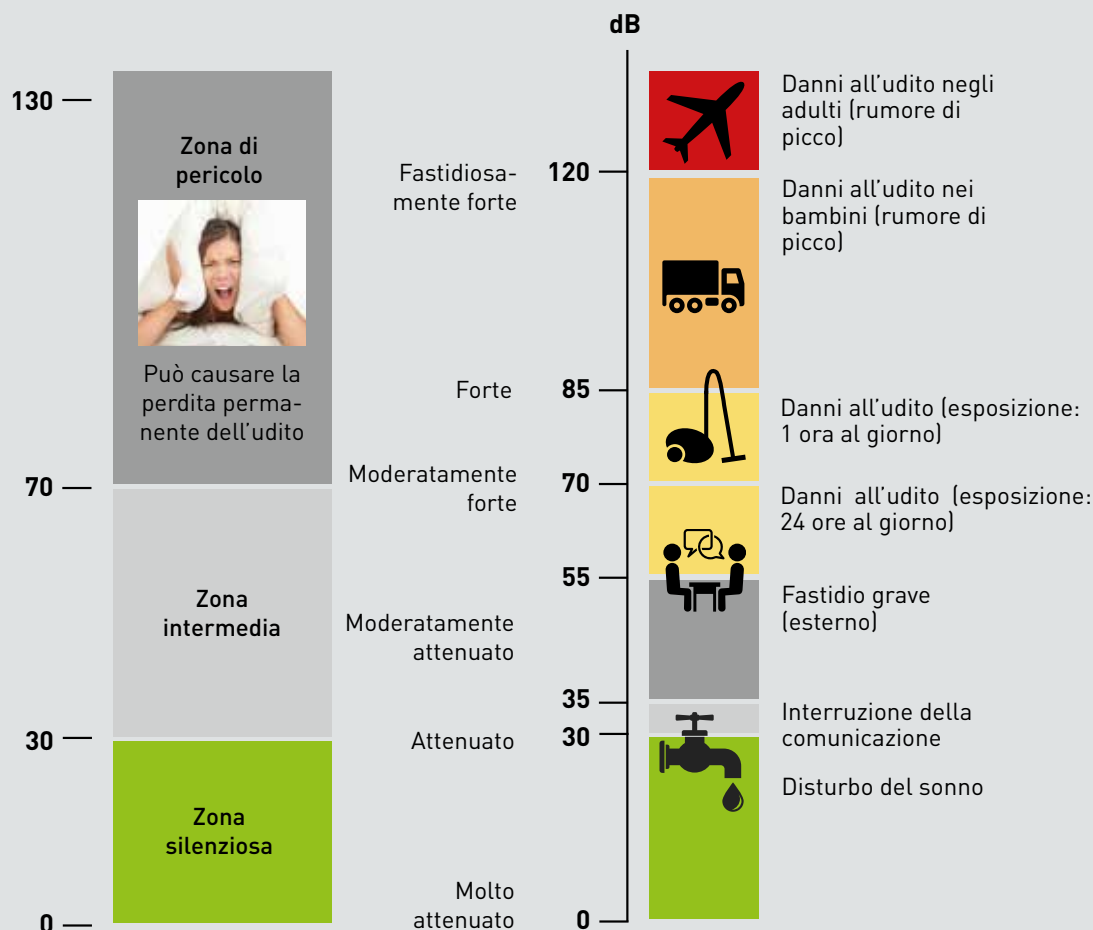 dB
130
Zona di
pericolo
Può causare la
perdita perma-
nente dell'udito
70
Zona
intermedia
30
Zona
silenziosa
0
Fastidiosa-
mente forte
Forte
Moderatamente
forte
Moderatamente
attenuato
Attenuato
Molto
attenuato
120
85
70
55
35
30
0
Danni all'udito negli
adulti (rumore di
picco)
Danni all'udito nei
bambini (rumore di
picco)
Danni all'udito (esposizione:
1 ora al giorno)
Danni all'udito (esposizione:
24 ore al giorno)
Fastidio grave
(esterno)
Interruzione della
comunicazione
Disturbo del sonno